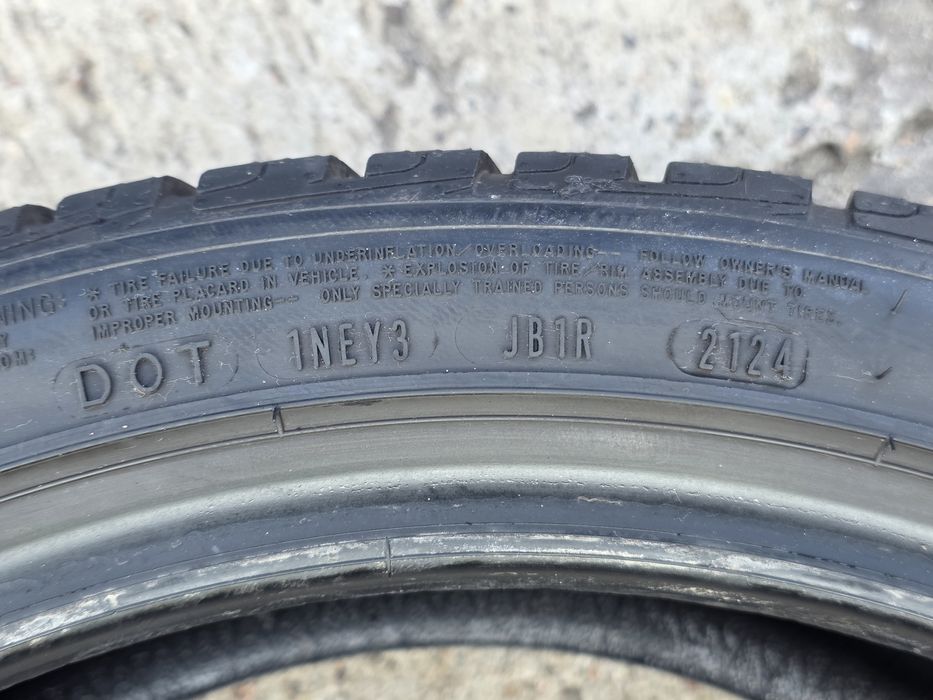 * TIRE FAILURE DUE TO UNDERINFLATION/OVERLOADING- FOLLOW OWNER'S MANUAL
NING: OR TIRE PLACARD IN VEHICLE. * EXPLOSION OF TIRE/RIM ASSEMBLY DUE TO
IMPROPER MOUNTING-- ONLY SPECIALLY TRAINED PERSONS SHOULD MOUNT TIRES.
DOT 1NEY3 JB1R 2124